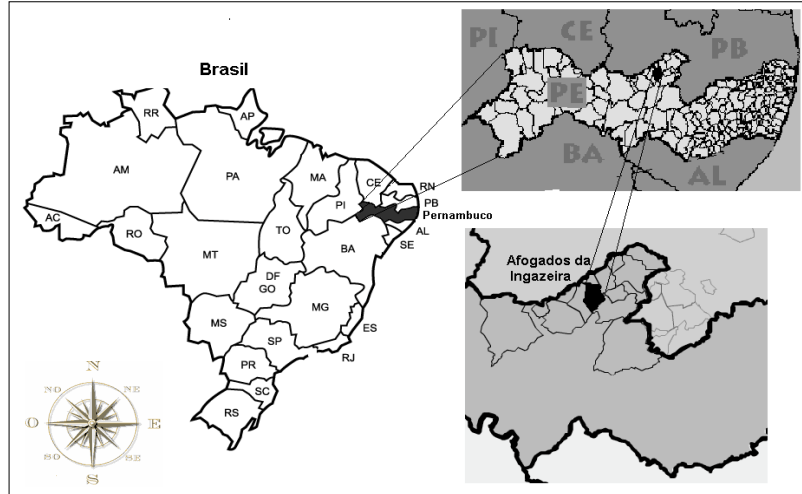 Brasil
RR
AP
AM
PA
MA
CE
RN
PI
PB
Pernambuco
AC
AL
RO
TO
SE
MT
BA
DF
GO
MG
MS
ES
SP
RJ
PR
SC
RS
N
NO
NE
O
E
SO
SE
S
PI
CE
PB
PE
BA
AL
Afogados da
Ingazeira